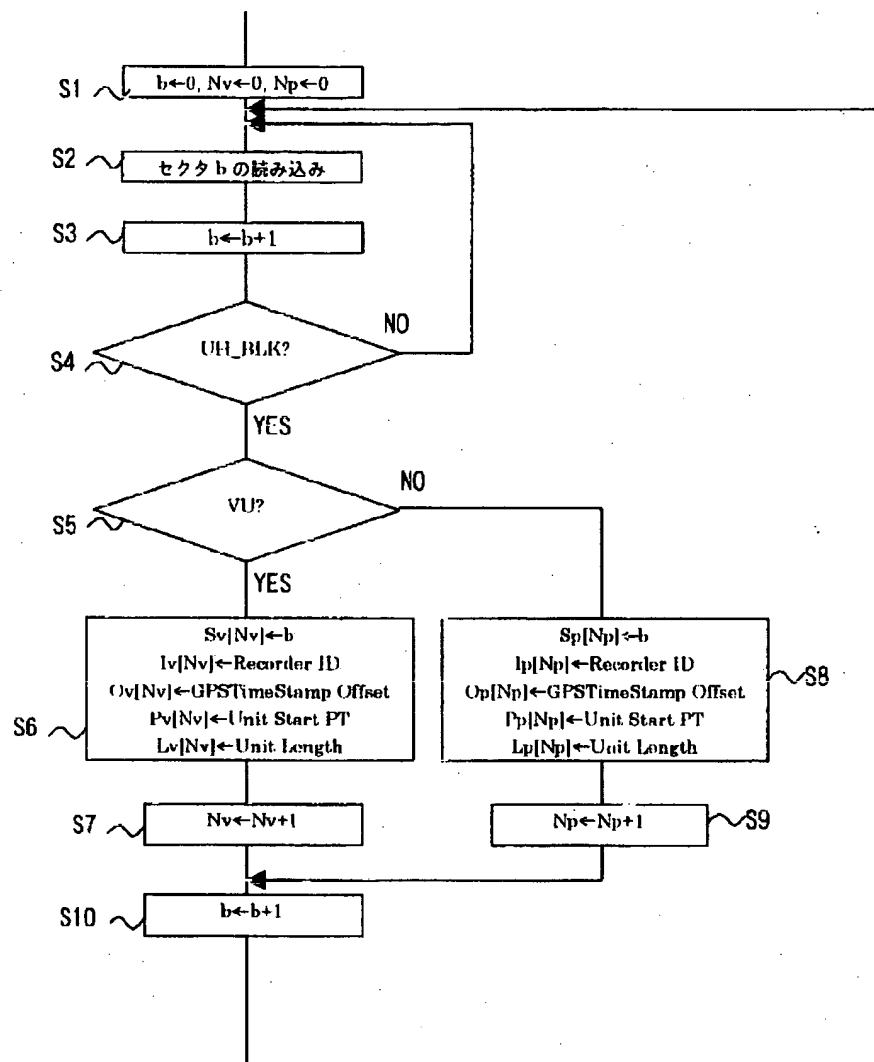 S1
b←0, Nv←0, Np←0
S2
セクタ b の読み込み
S3
b←b+1
S4
UH_BLK?
NO
YES
S5
VU?
NO
YES
S6
Sv[Nv]←b
Iv[Nv]←Recorder ID
Ov[Nv]←GPSTimeStamp Offset
Pv[Nv]←Unit Start PT
Lv[Nv]←Unit Length
Sp[Np]←b
Ip[Np]←Recorder ID
Op[Np]←GPSTimeStamp Offset
Pp[Np]←Unit Start PT
Lp[Np]←Unit Length
S8
S7
Nv←Nv+1
Np←Np+1
S9
S10
b←b+1